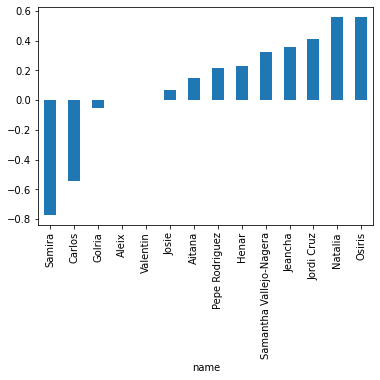 0.6
0.4
0.2
0.0
−0.2
−0.4
−0.6
−0.8
Samira
Carlos
Golria
Aleix
Valentin
Josie
Aitana
Pepe Rodriguez
Henar
Samantha Vallejo-Nagera
Jeancha
Jordi Cruz
Natalia
Osiris
name